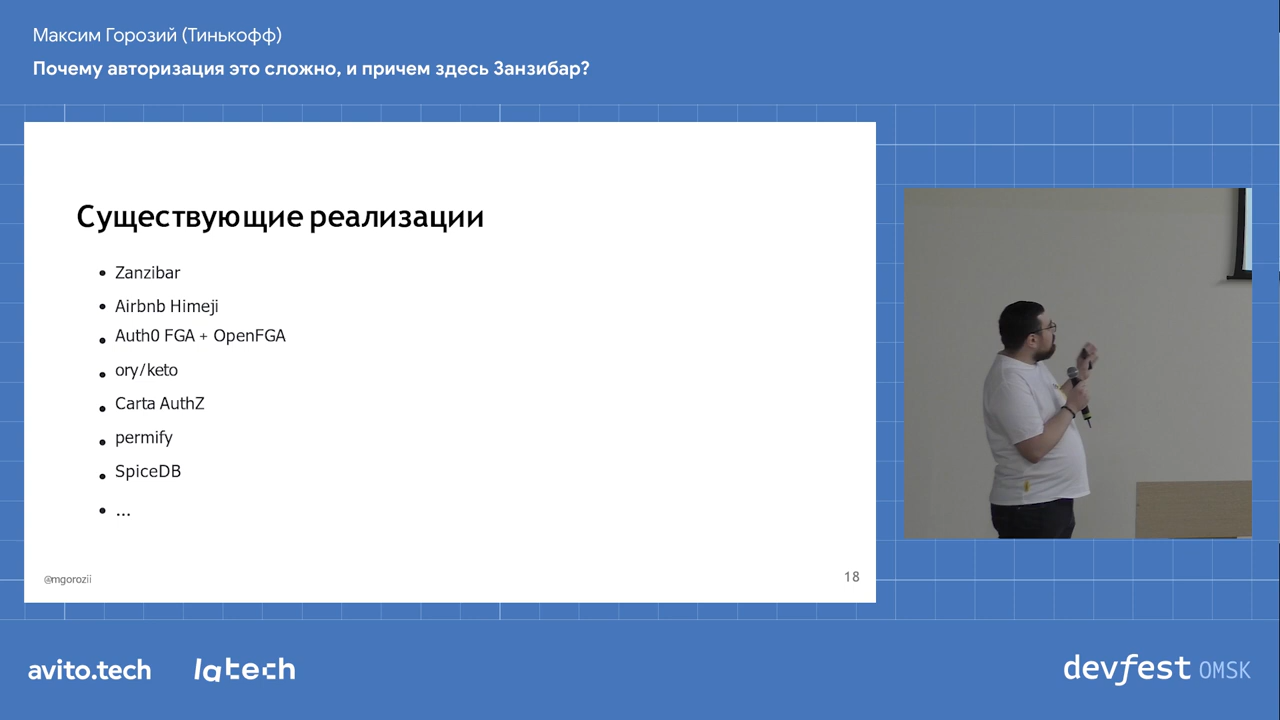 Максим Горозий (Тинькофф)
Почему авторизация это сложно, и причем здесь Занзибар?
Существующие реализации
• Zanzibar
• Airbnb Himeji
• Auth0 FGA + OpenFGA
• ory/keto
• Carta AuthZ
• permify
• SpiceDB
• ...
@mgorozii
18
avito.tech
latech
devfest OMSK